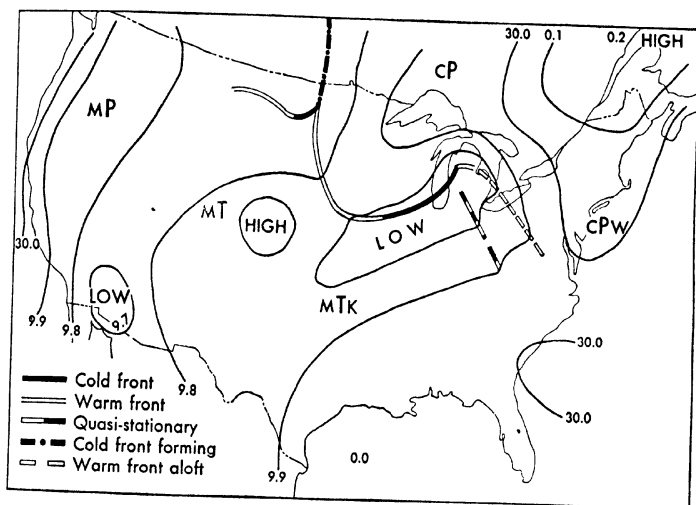 30.0 0.1 0.2 HIGH
CP
MP
MT HIGH
LOW
CPW
30.0
LOW
9.7
MTK
9.9 9.8
9.8
30.0
30.0
Cold front
Warm front
Quasi-stationary
Cold front forming
Warm front aloft
9.9
0.0